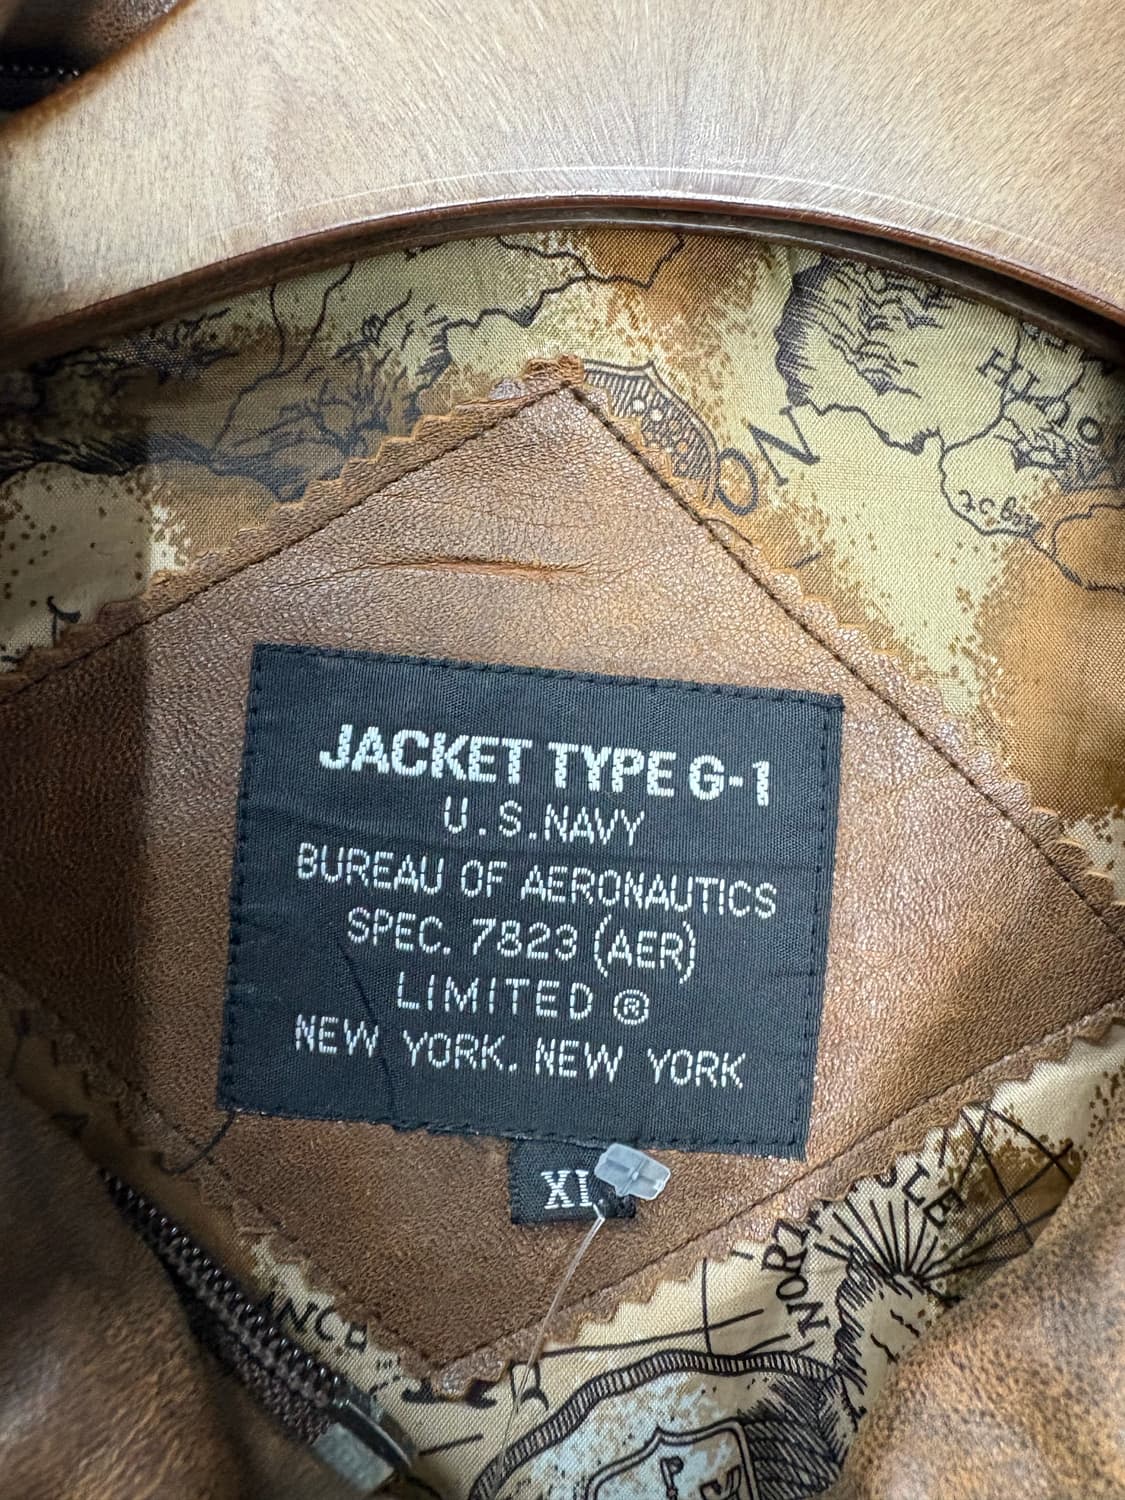 JACKET TYPE G-1
U.S.NAVY
BUREAU OF AERONAUTICS
SPEC. 7823 (AER)
LIMITED ®
NEW YORK. NEW YORK
XL